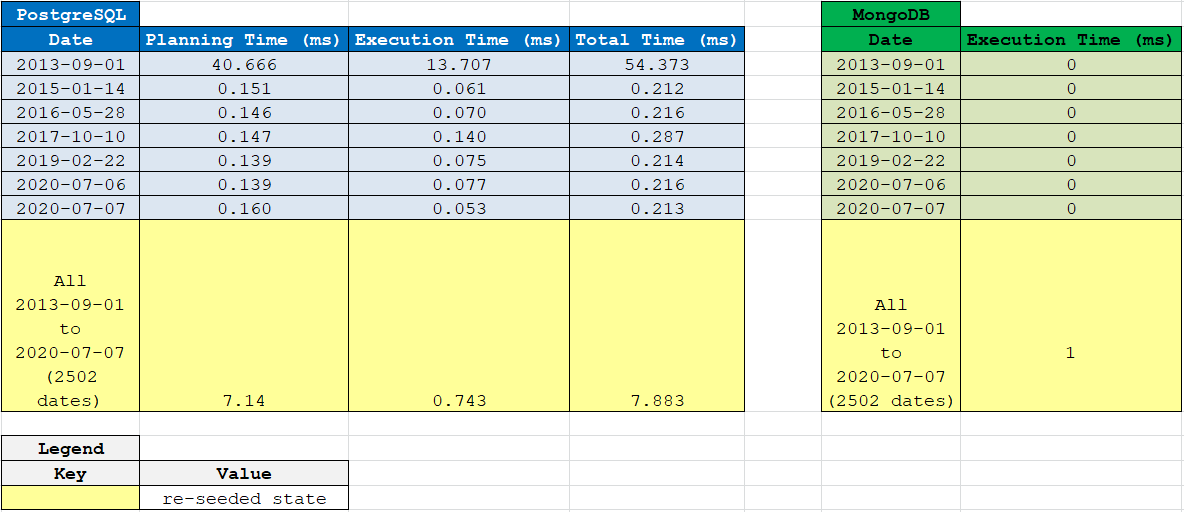 PostgreSQL MongoDB
Date Planning Time (ms) Execution Time (ms) Total Time (ms) Date Execution Time (ms)
2013-09-01 40.666 13.707 54.373 2013-09-01 0
2015-01-14 0.151 0.061 0.212 2015-01-14 0
2016-05-28 0.146 0.070 0.216 2016-05-28 0
2017-10-10 0.147 0.140 0.287 2017-10-10 0
2019-02-22 0.139 0.075 0.214 2019-02-22 0
2020-07-06 0.139 0.077 0.216 2020-07-06 0
2020-07-07 0.160 0.053 0.213 2020-07-07 0
All
2013-09-01 All
to 2013-09-01
2020-07-07 to 1
(2502 2020-07-07
dates) 7.14 0.743 7.883 (2502 dates)
Legend
Key Value
re-seeded state